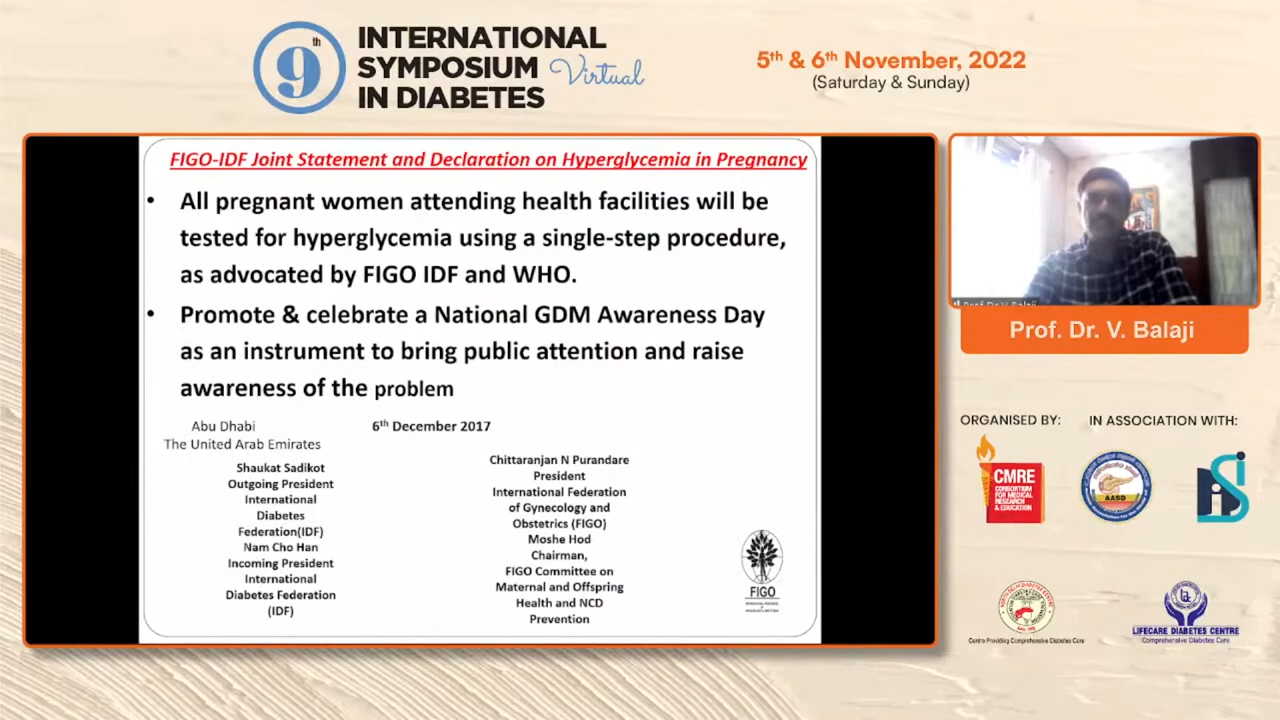 9th
INTERNATIONAL
SYMPOSIUM Virtual
IN DIABETES
5th & 6th November, 2022
(Saturday & Sunday)
FIGO-IDF Joint Statement and Declaration on Hyperglycemia in Pregnancy
• All pregnant women attending health facilities will be
tested for hyperglycemia using a single-step procedure,
as advocated by FIGO IDF and WHO.
• Promote & celebrate a National GDM Awareness Day
as an instrument to bring public attention and raise
awareness of the problem
Abu Dhabi
The United Arab Emirates
6th December 2017
Shaukat Sadikot
Outgoing President
International
Diabetes
Federation(IDF)
Nam Cho Han
Incoming President
International
Diabetes Federation
(IDF)
Chittaranjan N Purandare
President
International Federation
of Gynecology and
Obstetrics (FIGO)
Moshe Hod
Chairman,
FIGO Committee on
Maternal and Offspring
Health and NCD
Prevention
FIGO
Prof. Dr. V. Balaji
Prof. Dr. V. Balaji
ORGANISED BY:
IN ASSOCIATION WITH:
CMRE
CONSORTIUM
FOR MEDICAL
RESEARCH
& EDUCATION
AASD
Centre Providing Comprehensive Diabetes Care
LIFECARE DIABETES CENTRE
Comprehensive Diabetes Care